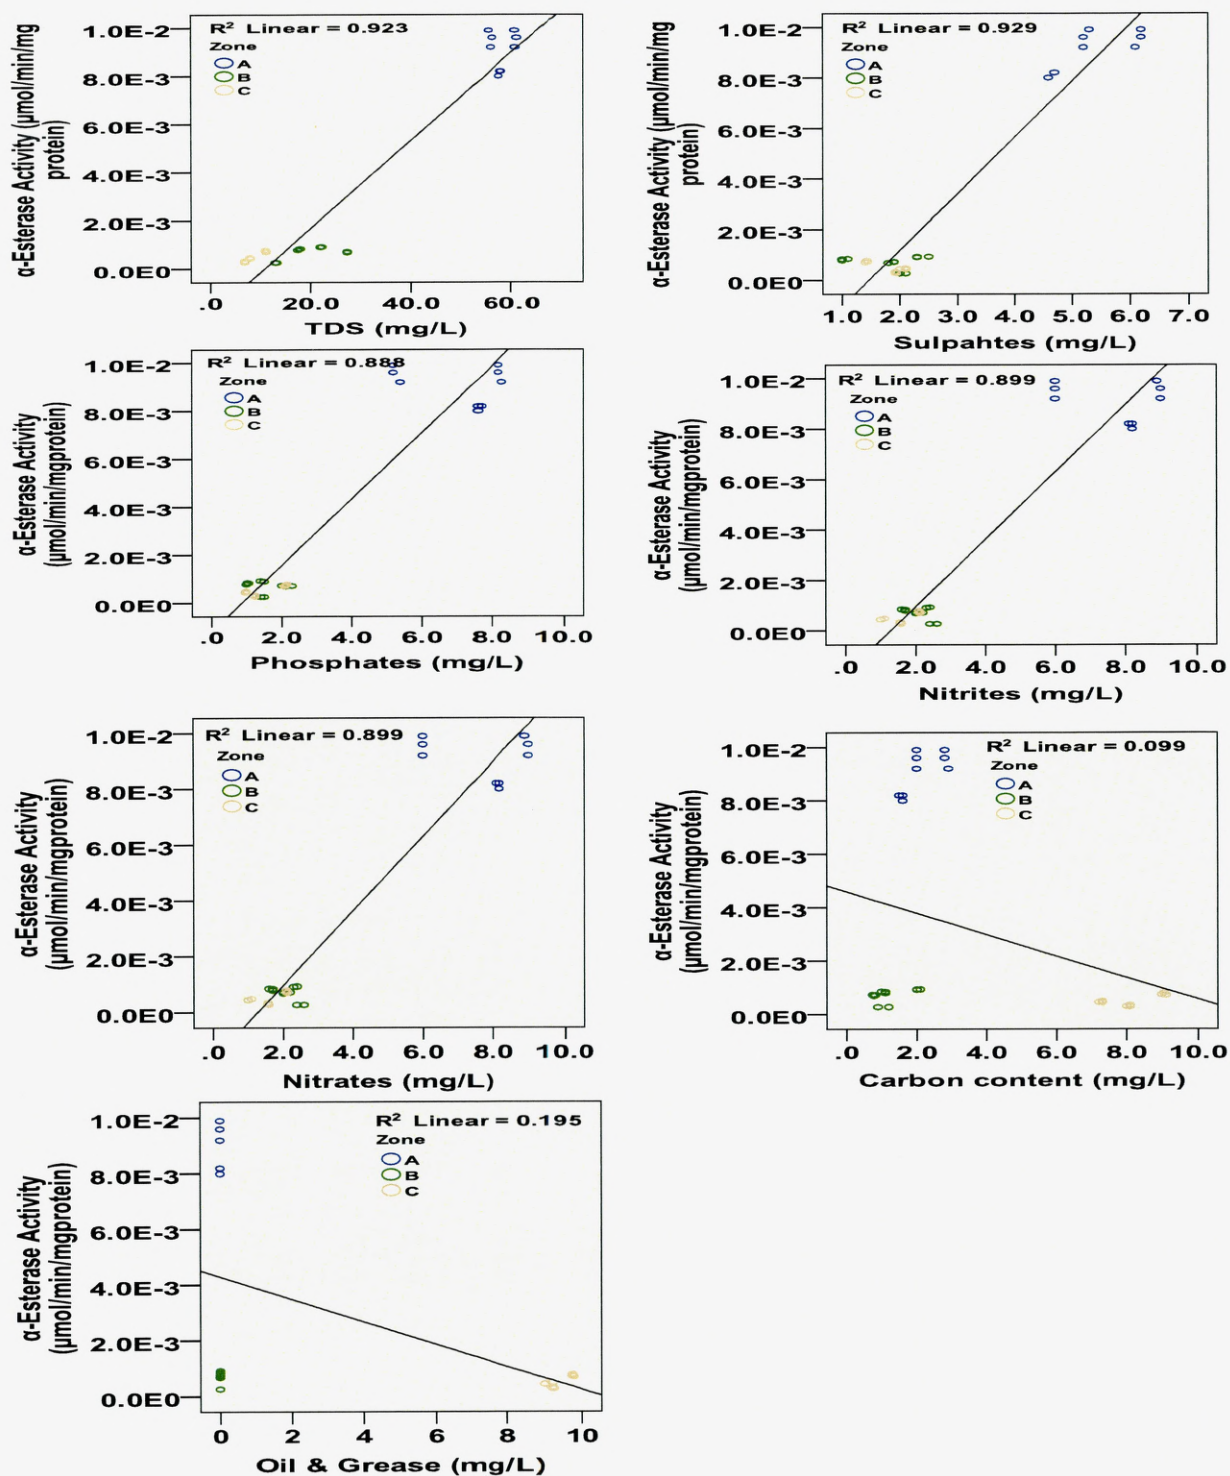 R² Linear = 0.923
Zone
A
B
C
1.0E-2
8.0E-3
6.0E-3
4.0E-3
2.0E-3
0.0E0
α-Esterase Activity (μmol/min/mg
protein)
.0 20.0 40.0 60.0
TDS (mg/L)
R² Linear = 0.929
Zone
A
B
C
1.0E-2
8.0E-3
6.0E-3
4.0E-3
2.0E-3
0.0E0
α-Esterase Activity (μmol/min/mg
protein)
1.0 2.0 3.0 4.0 5.0 6.0 7.0
Sulpahtes (mg/L)
R² Linear = 0.888
Zone
A
B
C
1.0E-2
8.0E-3
6.0E-3
4.0E-3
2.0E-3
0.0E0
α-Esterase Activity
(μmol/min/mgprotein)
.0 2.0 4.0 6.0 8.0 10.0
Phosphates (mg/L)
R² Linear = 0.899
Zone
A
B
C
1.0E-2
8.0E-3
6.0E-3
4.0E-3
2.0E-3
0.0E0
α-Esterase Activity
(μmol/min/mgprotein)
.0 2.0 4.0 6.0 8.0 10.0
Nitrites (mg/L)
R² Linear = 0.899
Zone
A
B
C
1.0E-2
8.0E-3
6.0E-3
4.0E-3
2.0E-3
0.0E0
α-Esterase Activity
(μmol/min/mgprotein)
.0 2.0 4.0 6.0 8.0 10.0
Nitrates (mg/L)
R² Linear = 0.099
Zone
A
B
C
1.0E-2
8.0E-3
6.0E-3
4.0E-3
2.0E-3
0.0E0
α-Esterase Activity
(μmol/min/mgprotein)
.0 2.0 4.0 6.0 8.0 10.0
Carbon content (mg/L)
R² Linear = 0.195
Zone
A
B
C
1.0E-2
8.0E-3
6.0E-3
4.0E-3
2.0E-3
0.0E0
α-Esterase Activity
(μmol/min/mgprotein)
0 2 4 6 8 10
Oil & Grease (mg/L)